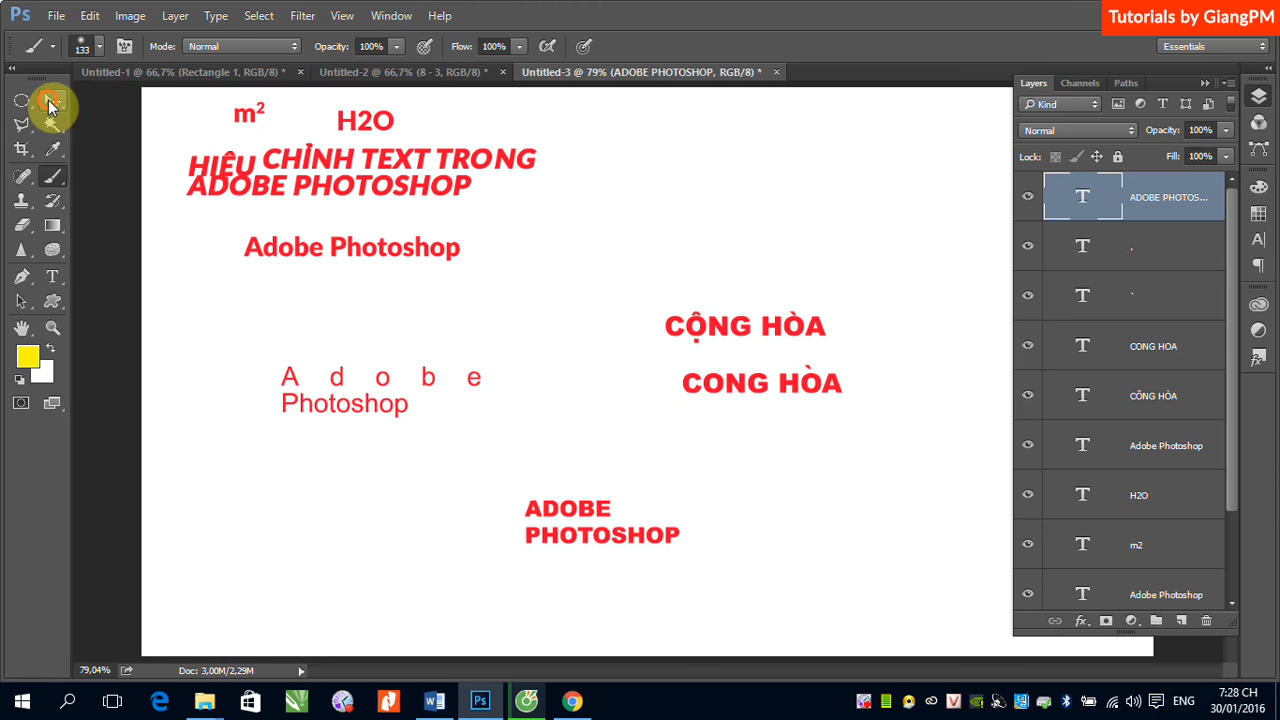 Ps File Edit Image Layer Type Select Filter View Window Help
Tutorials by GiangPM
133 Mode: Normal Opacity: 100% Flow: 100% Essentials
Untitled-1 @ 66,7% (Rectangle 1, RGB/8) * × Untitled-2 @ 66,7% (8 - 3, RGB/8) * × Untitled-3 @ 79% (ADOBE PHOTOSHOP, RGB/8) * ×
m²
H2O
HIỆU CHỈNH TEXT TRONG
ADOBE PHOTOSHOP
Adobe Photoshop
CỘNG HÒA
A d o b e
Photoshop
CONG HÒA
ADOBE
PHOTOSHOP
Layers Channels Paths
Kind
Normal Opacity: 100%
Lock: Fill: 100%
T ADOBE PHOTOS...
T .
T `
T CONG HOA
T CÔNG HÒA
T Adobe Photoshop
T H2O
T m2
T Adobe Photoshop
79,04% Doc: 3,00M/2,29M
ENG
7:28 CH
30/01/2016